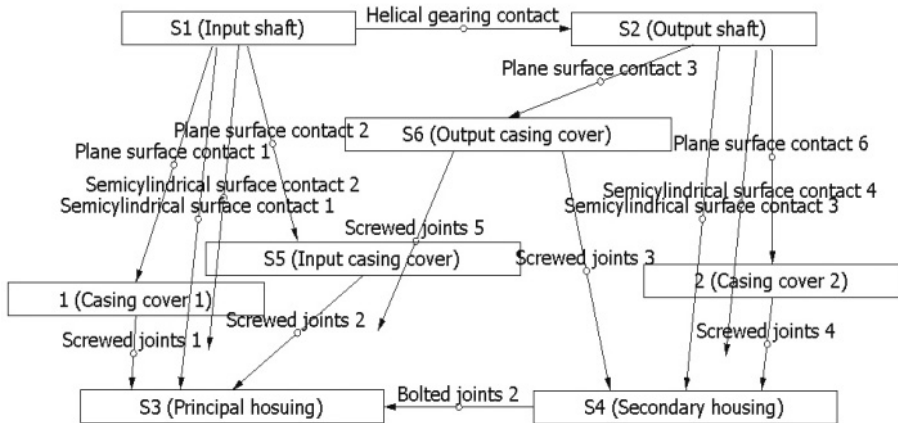 Helical gearing contact
S1 (Input shaft)
S2 (Output shaft)
Plane surface contact 3
Plane surface contact 2
S6 (Output casing cover)
Plane surface contact 1
Plane surface contact 6
Semicylindrical surface contact 2
Semicylindrical surface contact 4
Semicylindrical surface contact 1
Semicylindrical surface contact 3
Screwed joints 5
S5 (Input casing cover)
Screwed joints 3
2 (Casing cover 2)
1 (Casing cover 1)
Screwed joints 2
Screwed joints 1
Screwed joints 4
Bolted joints 2
S3 (Principal hosuing)
S4 (Secondary housing)